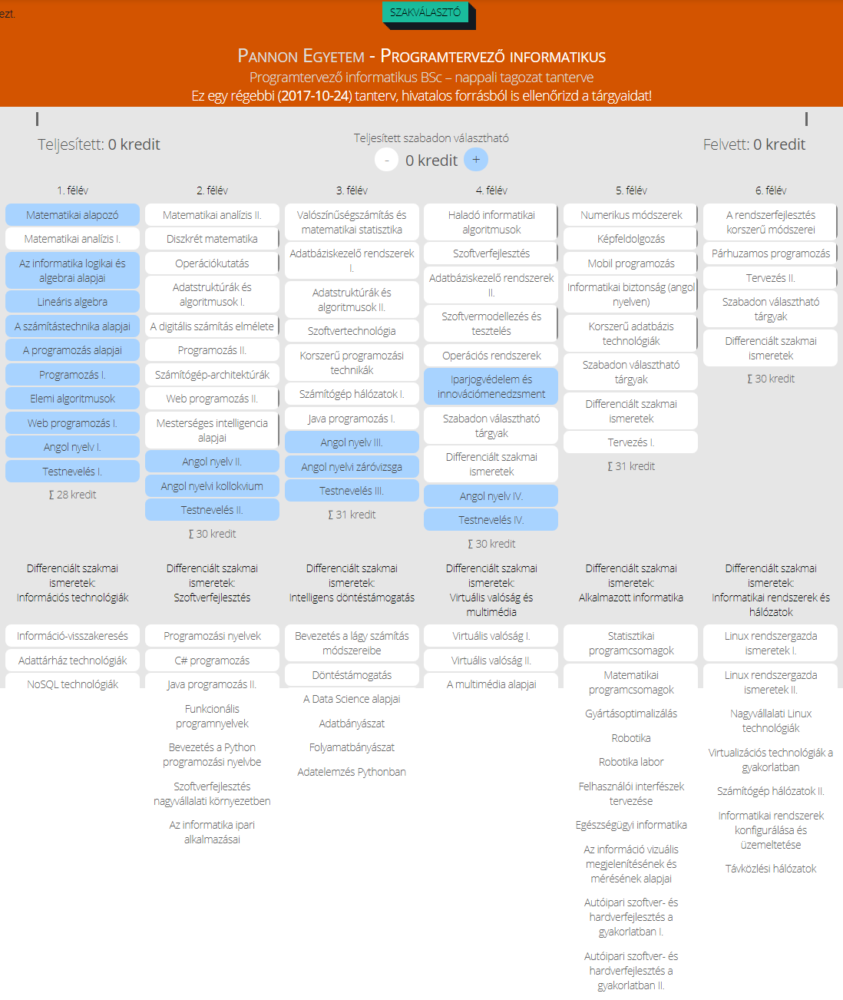 ezt.
SZAKVÁLASZTÓ
Pannon Egyetem - Programtervező informatikus
Programtervező informatikus BSc – nappali tagozat tanterve
Ez egy régebbi (2017-10-24) tanterv, hivatalos forrásból is ellenőrizd a tárgyaidat!
Teljesített: 0 kredit
Teljesített szabadon választható
- 0 kredit +
Felvett: 0 kredit
1. félév
Matematikai alapozó
Matematikai analízis I.
Az informatika logikai és
algebrai alapjai
Lineáris algebra
A számítástechnika alapjai
A programozás alapjai
Programozás I.
Elemi algoritmusok
Web programozás I.
Angol nyelv I.
Testnevelés I.
∑ 28 kredit
2. félév
Matematikai analízis II.
Diszkrét matematika
Operációkutatás
Adatstruktúrák és
algoritmusok I.
A digitális számítás elmélete
Programozás II.
Számítógép-architektúrák
Web programozás II.
Mesterséges intelligencia
alapjai
Angol nyelv II.
Angol nyelvi kollokvium
Testnevelés II.
∑ 30 kredit
3. félév
Valószínűségszámítás és
matematikai statisztika
Adatbáziskezelő rendszerek
I.
Adatstruktúrák és
algoritmusok II.
Szoftvertechnológia
Korszerű programozási
technikák
Számítógép hálózatok I.
Java programozás I.
Angol nyelv III.
Angol nyelvi záróvizsga
Testnevelés III.
∑ 31 kredit
4. félév
Haladó informatikai
algoritmusok
Szoftverfejlesztés
Adatbáziskezelő rendszerek
II.
Szoftvermodellezés és
tesztelés
Operációs rendszerek
Iparjogvédelem és
innovációmenedzsment
Szabadon választható
tárgyak
Differenciált szakmai
ismeretek
Angol nyelv IV.
Testnevelés IV.
∑ 30 kredit
5. félév
Numerikus módszerek
Képfeldolgozás
Mobil programozás
Informatikai biztonság (angol
nyelven)
Korszerű adatbázis
technológiák
Szabadon választható
tárgyak
Differenciált szakmai
ismeretek
Tervezés I.
∑ 31 kredit
6. félév
A rendszerfejlesztés
korszerű módszerei
Párhuzamos programozás
Tervezés II.
Szabadon választható
tárgyak
Differenciált szakmai
ismeretek
∑ 30 kredit
Differenciált szakmai
ismeretek:
Információs technológiák
Információ-visszakeresés
Adattárház technológiák
NoSQL technológiák
Differenciált szakmai
ismeretek:
Szoftverfejlesztés
Programozási nyelvek
C# programozás
Java programozás II.
Funkcionális
programnyelvek
Bevezetés a Python
programozási nyelvbe
Szoftverfejlesztés
nagyvállalati környezetben
Az informatika ipari
alkalmazásai
Differenciált szakmai
ismeretek:
Intelligens döntéstámogatás
Bevezetés a lágy számítás
módszereibe
Döntéstámogatás
A Data Science alapjai
Adatbányászat
Folyamatbányászat
Adatelemzés Pythonban
Differenciált szakmai
ismeretek:
Virtuális valóság és
multimédia
Virtuális valóság I.
Virtuális valóság II.
A multimédia alapjai
Differenciált szakmai
ismeretek:
Alkalmazott informatika
Statisztikai
programcsomagok
Matematikai
programcsomagok
Gyártásoptimalizálás
Robotika
Robotika labor
Felhasználói interfészek
tervezése
Egészségügyi informatika
Az információ vizuális
megjelenítésének és
mérésének alapjai
Autóipari szoftver- és
hardverfejlesztés a
gyakorlatban I.
Autóipari szoftver- és
hardverfejlesztés a
gyakorlatban II.
Differenciált szakmai
ismeretek:
Informatikai rendszerek és
hálózatok
Linux rendszergazda
ismeretek I.
Linux rendszergazda
ismeretek II.
Nagyvállalati Linux
technológiák
Virtualizációs technológiák a
gyakorlatban
Számítógép hálózatok II.
Informatikai rendszerek
konfigurálása és
üzemeltetése
Távközlési hálózatok